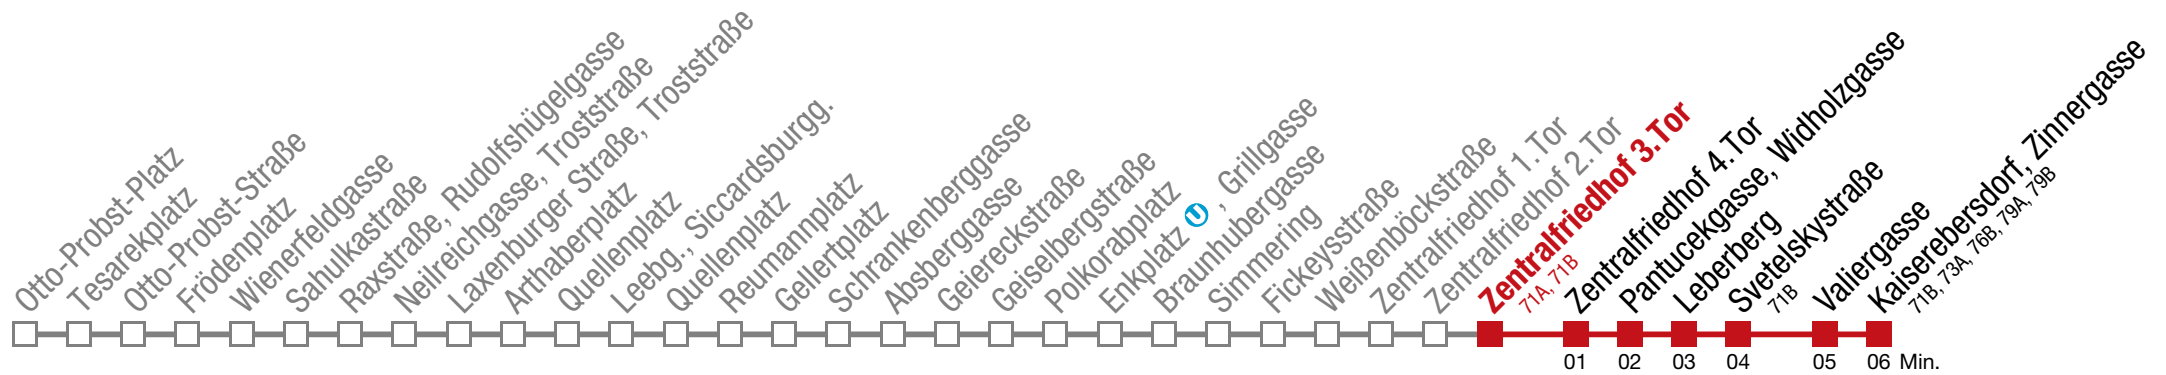 Otto-Probst-Platz
Tesarekplatz
Otto-Probst-Straße
Frödenplatz
Wienerfeldgasse
Sahulkastraße
Raxstraße, Rudolfshügelgasse
Neilreichgasse, Troststraße
Laxenburger Straße, Troststraße
Arthaberplatz
Quellenplatz
Leebg., Siccardsburgg.
Quellenplatz
Reumannplatz
Gellertplatz
Schrankenberggasse
Absberggasse
Geiereckstraße
Geiselbergstraße
Polkorabplatz
Enkplatz U, Grillgasse
Braunhubergasse
Simmering
Fickeysstraße
Weißenböckstraße
Zentralfriedhof 1.Tor
Zentralfriedhof 2.Tor
Zentralfriedhof 3.Tor
71A, 71B
Zentralfriedhof 4.Tor
Pantucekgasse, Widholzgasse
Leberberg
Svetelskystraße
71B
Valiergasse
Kaiserebersdorf, Zinnergasse
71B, 73A, 76B, 79A, 79B
01 02 03 04 05 06 Min.